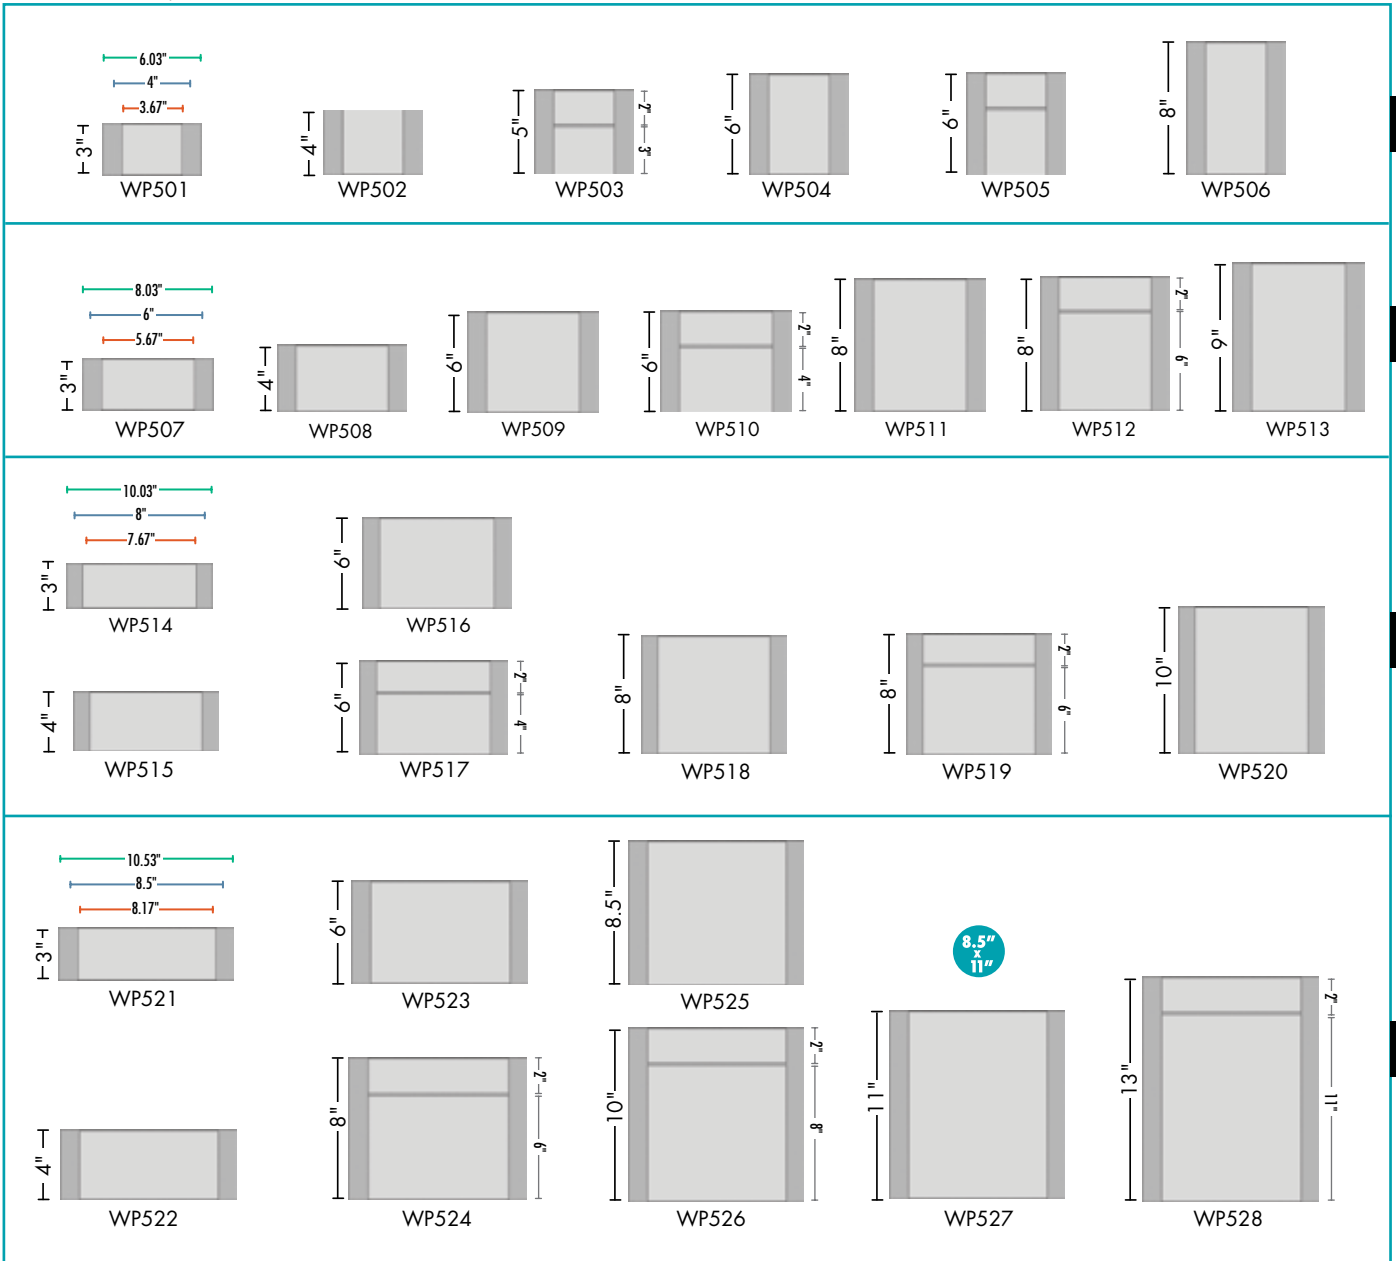 6.03"
4"
3.67"
3"
WP501
4"
WP502
5"
2"
3"
WP503
6"
WP504
6"
WP505
8"
WP506
8.03"
6"
5.67"
3"
WP507
4"
WP508
6"
WP509
6"
2"
4"
WP510
8"
WP511
8"
2"
6"
WP512
9"
WP513
10.03"
8"
7.67"
3"
WP514
6"
WP516
4"
WP515
6"
2"
4"
WP517
8"
WP518
8"
2"
6"
WP519
10"
WP520
10.53"
8.5"
8.17"
3"
WP521
6"
WP523
8.5"
WP525
8.5"
x
11"
4"
WP522
8"
2"
6"
WP524
10"
2"
8"
WP526
11"
WP527
13"
2"
11"
WP528